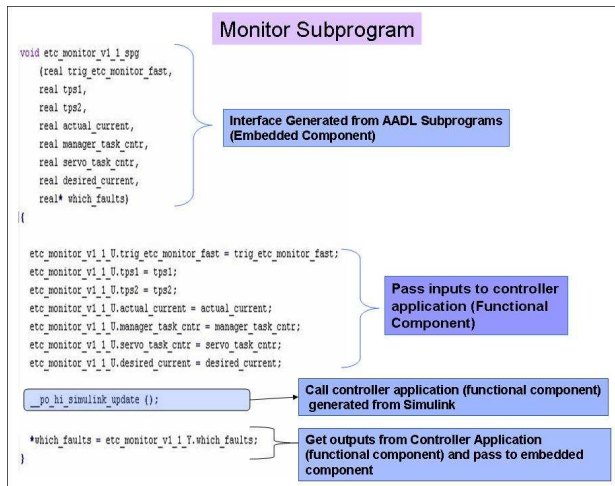 Monitor Subprogram
void etc_monitor_v1_1_spg
(real trig_etc_monitor_fast,
real tps1,
real tps2,
real actual_current,
real manager_task_cntr,
real servo_task_cntr,
real desired_current,
real* which_faults)
{
Interface Generated from AADL Subprograms
(Embedded Component)
etc_monitor_v1_1_U.trig_etc_monitor_fast = trig_etc_monitor_fast;
etc_monitor_v1_1_U.tps1 = tps1;
etc_monitor_v1_1_U.tps2 = tps2;
etc_monitor_v1_1_U.actual_current = actual_current;
etc_monitor_v1_1_U.manager_task_cntr = manager_task_cntr;
etc_monitor_v1_1_U.servo_task_cntr = servo_task_cntr;
etc_monitor_v1_1_U.desired_current = desired_current;
Pass inputs to controller
application (Functional
Component)
__po_hi_simulink_update ();
Call controller application (functional component)
generated from Simulink
*which_faults = etc_monitor_v1_1_Y.which_faults;
}
Get outputs from Controller Application
(functional component) and pass to embedded
component